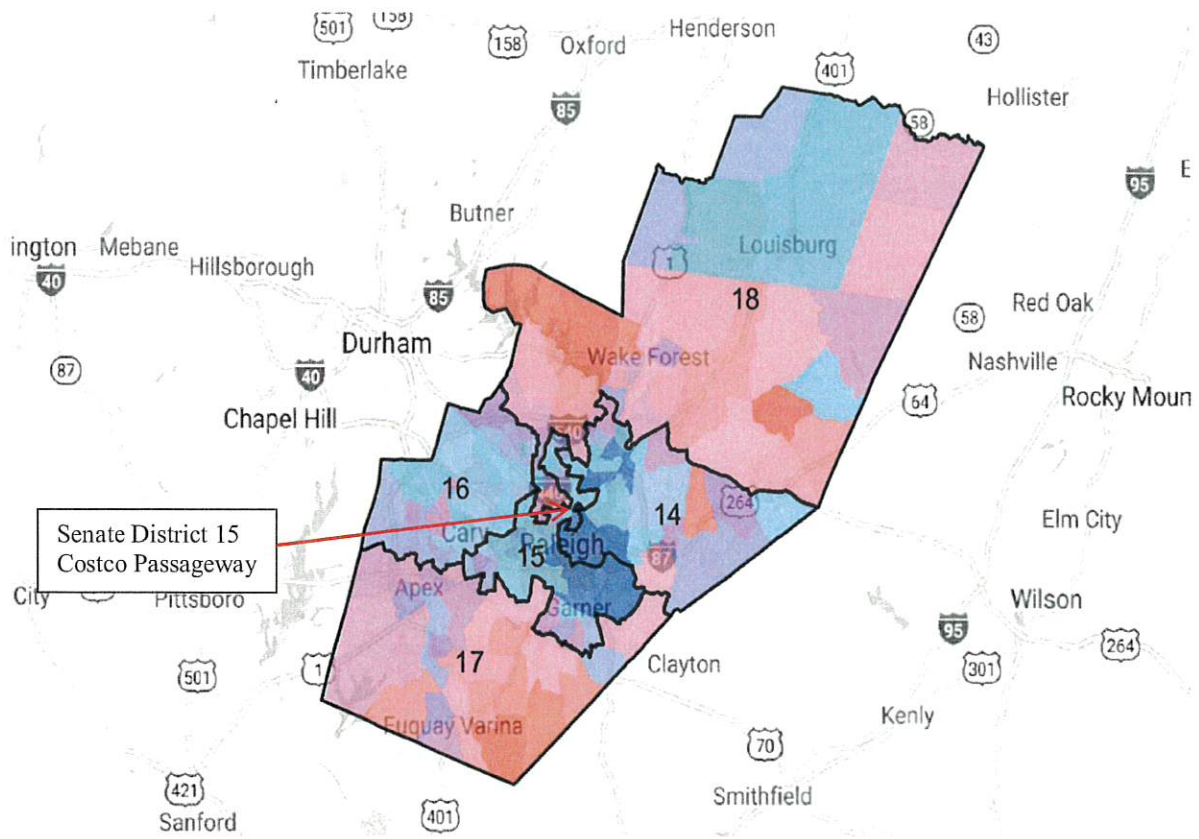 501
158
158
Oxford
Henderson
43
Timberlake
401
Hollister
85
58
95
E
Butner
ington
Mebane
Hillsborough
40
Louisburg
1
85
18
58
Red Oak
Durham
Wake Forest
Nashville
87
40
64
Rocky Moun
Chapel Hill
540
16
14
264
Senate District 15
Costco Passageway
Cary
Raleigh
15
87
Elm City
City
Pittsboro
Apex
Garner
Wilson
95
264
501
1
17
Clayton
301
Fuquay Varina
Kenly
70
421
Smithfield
Sanford
401